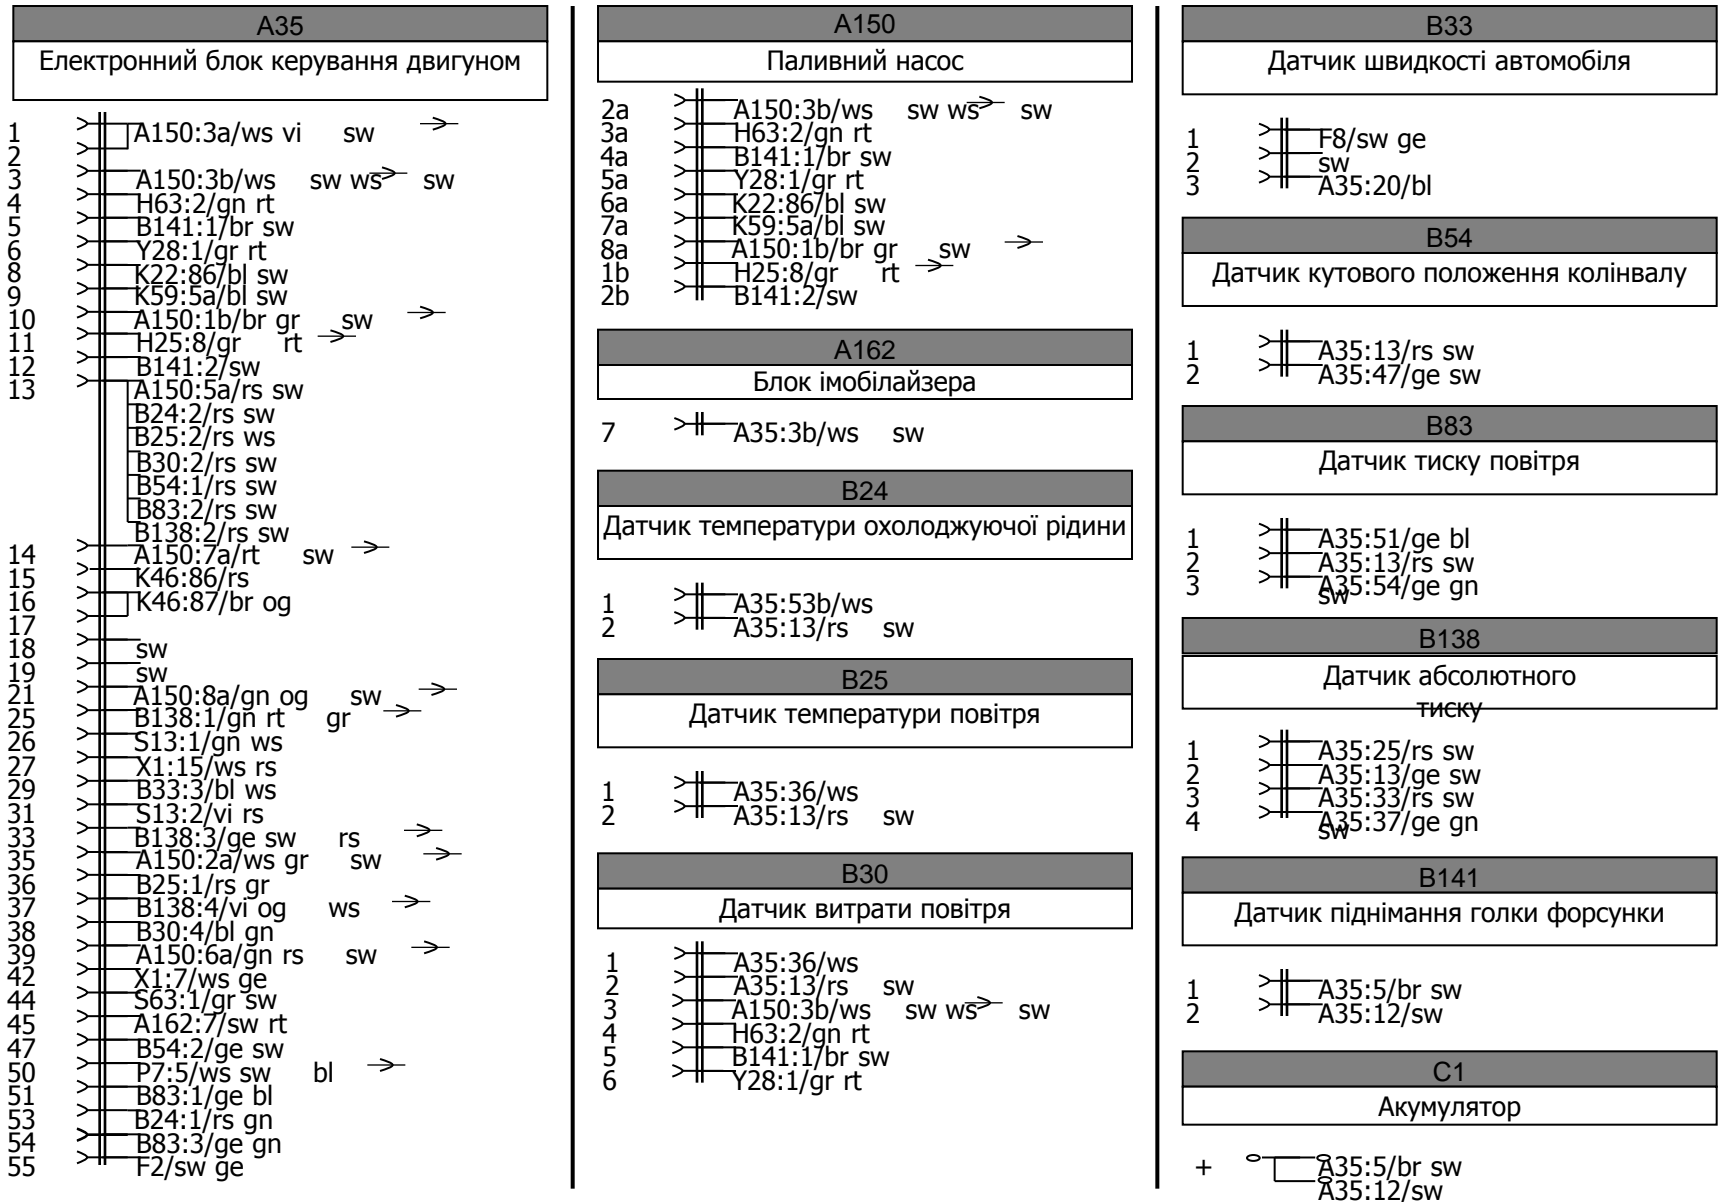 A35
Електронний блок керування двигуном
1 A150:3a/ws vi sw
2
3 A150:3b/ws sw ws sw
4 H63:2/gn rt
5 B141:1/br sw
6 Y28:1/gr rt
8 K22:86/bl sw
9 K59:5a/bl sw
10 A150:1b/br gr sw
11 H25:8/gr rt
12 B141:2/sw
13 A150:5a/rs sw
B24:2/rs sw
B25:2/rs ws
B30:2/rs sw
B54:1/rs sw
B83:2/rs sw
B138:2/rs sw
14 A150:7a/rt sw
15 K46:86/rs
16 K46:87/br og
17
18 sw
19 sw
21 A150:8a/gn og sw
25 B138:1/gn rt gr
26 S13:1/gn ws
27 X1:15/ws rs
29 B33:3/bl ws
31 S13:2/vi rs
33 B138:3/ge sw rs
35 A150:2a/ws gr sw
36 B25:1/rs gr
37 B138:4/vi og ws
38 B30:4/bl gn
39 A150:6a/gn rs sw
42 X1:7/ws ge
44 S63:1/gr sw
45 A162:7/sw rt
47 B54:2/ge sw
50 P7:5/ws sw bl
51 B83:1/ge bl
53 B24:1/rs gn
54 B83:3/ge gn
55 F2/sw ge
A150
Паливний насос
2a A150:3b/ws sw ws sw
3a H63:2/gn rt
4a B141:1/br sw
5a Y28:1/gr rt
6a K22:86/bl sw
7a K59:5a/bl sw
8a A150:1b/br gr sw
1b H25:8/gr rt
2b B141:2/sw
A162
Блок імобілайзера
7 A35:3b/ws sw
B24
Датчик температури охолоджуючої рідини
1 A35:53b/ws
2 A35:13/rs sw
B25
Датчик температури повітря
1 A35:36/ws
2 A35:13/rs sw
B30
Датчик витрати повітря
1 A35:36/ws
2 A35:13/rs sw
3 A150:3b/ws sw ws sw
4 H63:2/gn rt
5 B141:1/br sw
6 Y28:1/gr rt
B33
Датчик швидкості автомобіля
1 F8/sw ge
2 sw
3 A35:20/bl
B54
Датчик кутового положення колінвалу
1 A35:13/rs sw
2 A35:47/ge sw
B83
Датчик тиску повітря
1 A35:51/ge bl
2 A35:13/rs sw
3 A35:54/ge gn
sw
B138
Датчик абсолютного
тиску
1 A35:25/rs sw
2 A35:13/ge sw
3 A35:33/rs sw
4 A35:37/ge gn
sw
B141
Датчик піднімання голки форсунки
1 A35:5/br sw
2 A35:12/sw
C1
Акумулятор
+ A35:5/br sw
A35:12/sw